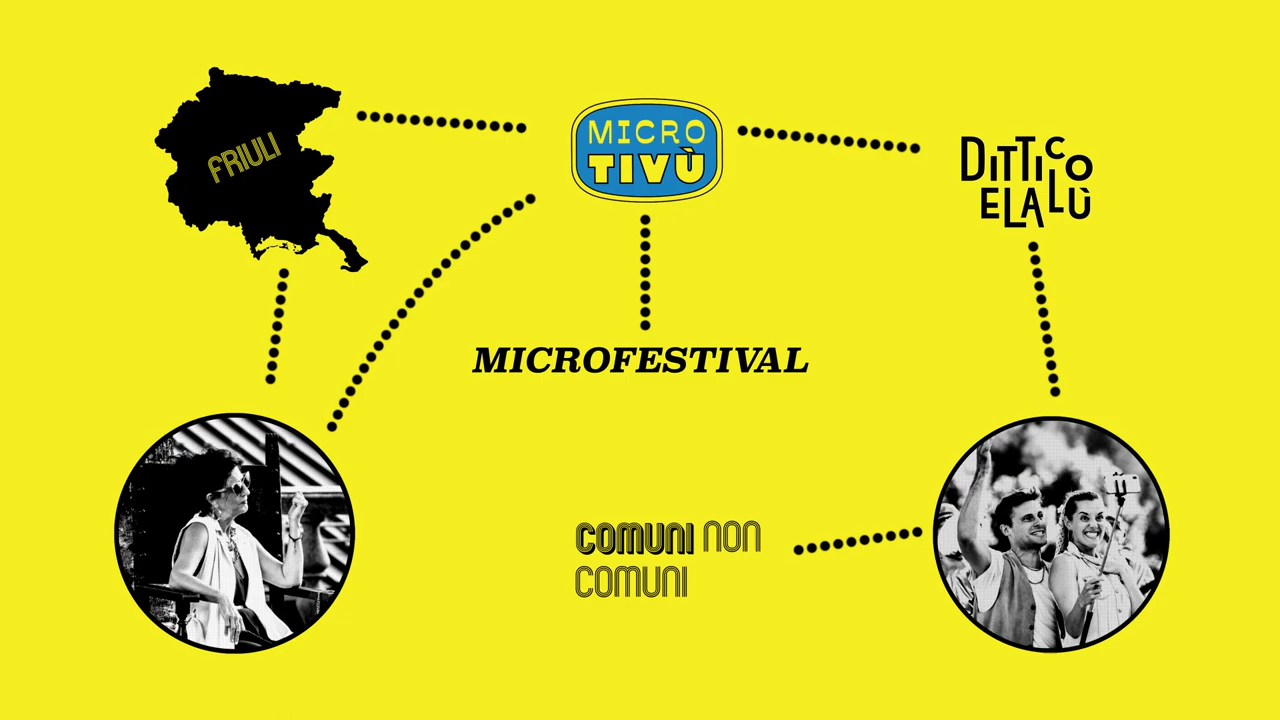 FRIULI
MICRO
TIVÙ
DITTICO
ELALÙ
MICROFESTIVAL
COMUNI NON
COMUNI